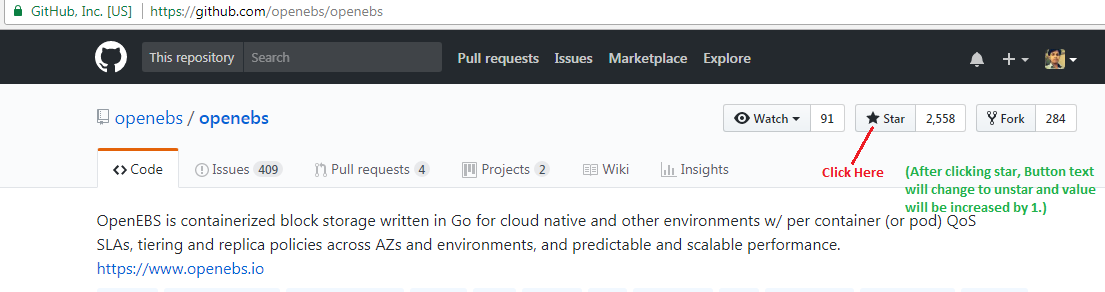 GitHub, Inc. [US] | https://github.com/openebs/openebs
This repository Search Pull requests Issues Marketplace Explore
openebs / openebs Watch 91 Star 2,558 Fork 284
Click Here
(After clicking star, Button text
will change to unstar and value
will be increased by 1.)
Code Issues 409 Pull requests 4 Projects 2 Wiki Insights
OpenEBS is containerized block storage written in Go for cloud native and other environments w/ per container (or pod) QoS
SLAs, tiering and replica policies across AZs and environments, and predictable and scalable performance.
https://www.openebs.io